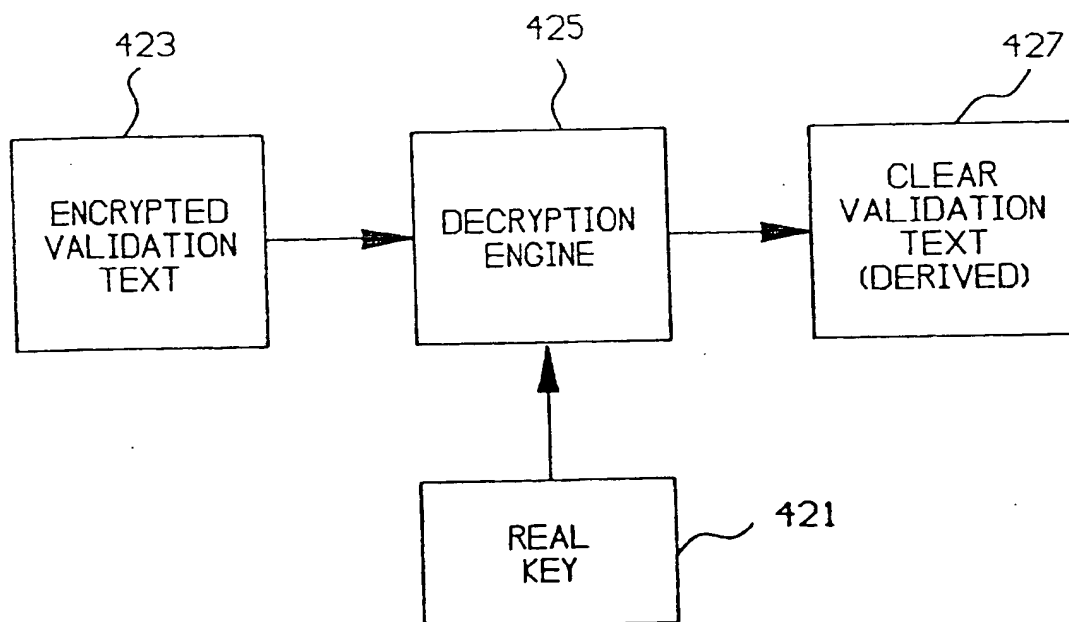 423
425
427
ENCRYPTED
VALIDATION
TEXT
DECRYPTION
ENGINE
CLEAR
VALIDATION
TEXT
(DERIVED)
REAL
KEY
421